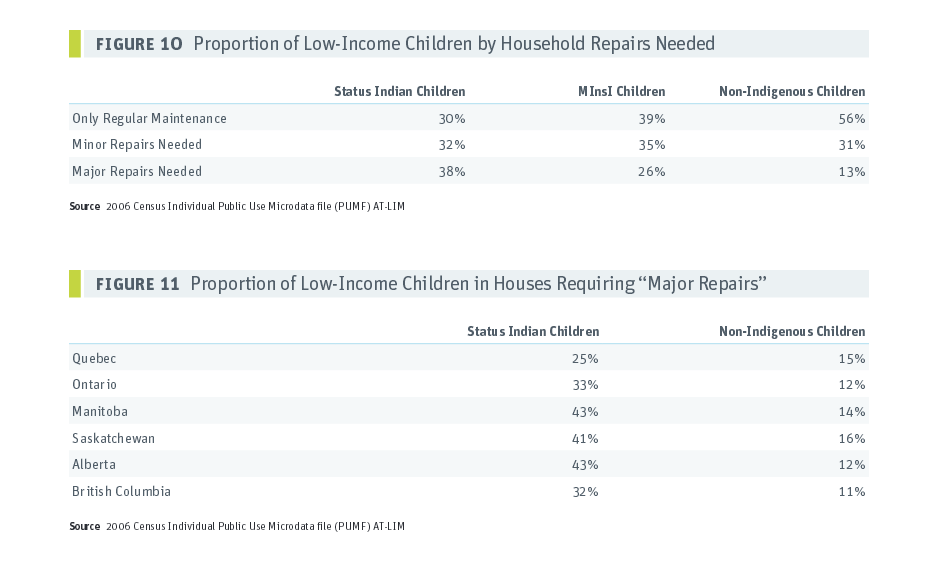 FIGURE 10 Proportion of Low-Income Children by Household Repairs Needed
Status Indian Children MInsI Children Non-Indigenous Children
Only Regular Maintenance 30% 39% 56%
Minor Repairs Needed 32% 35% 31%
Major Repairs Needed 38% 26% 13%
Source 2006 Census Individual Public Use Microdata file (PUMF) AT-LIM
FIGURE 11 Proportion of Low-Income Children in Houses Requiring “Major Repairs”
Status Indian Children Non-Indigenous Children
Quebec 25% 15%
Ontario 33% 12%
Manitoba 43% 14%
Saskatchewan 41% 16%
Alberta 43% 12%
British Columbia 32% 11%
Source 2006 Census Individual Public Use Microdata file (PUMF) AT-LIM